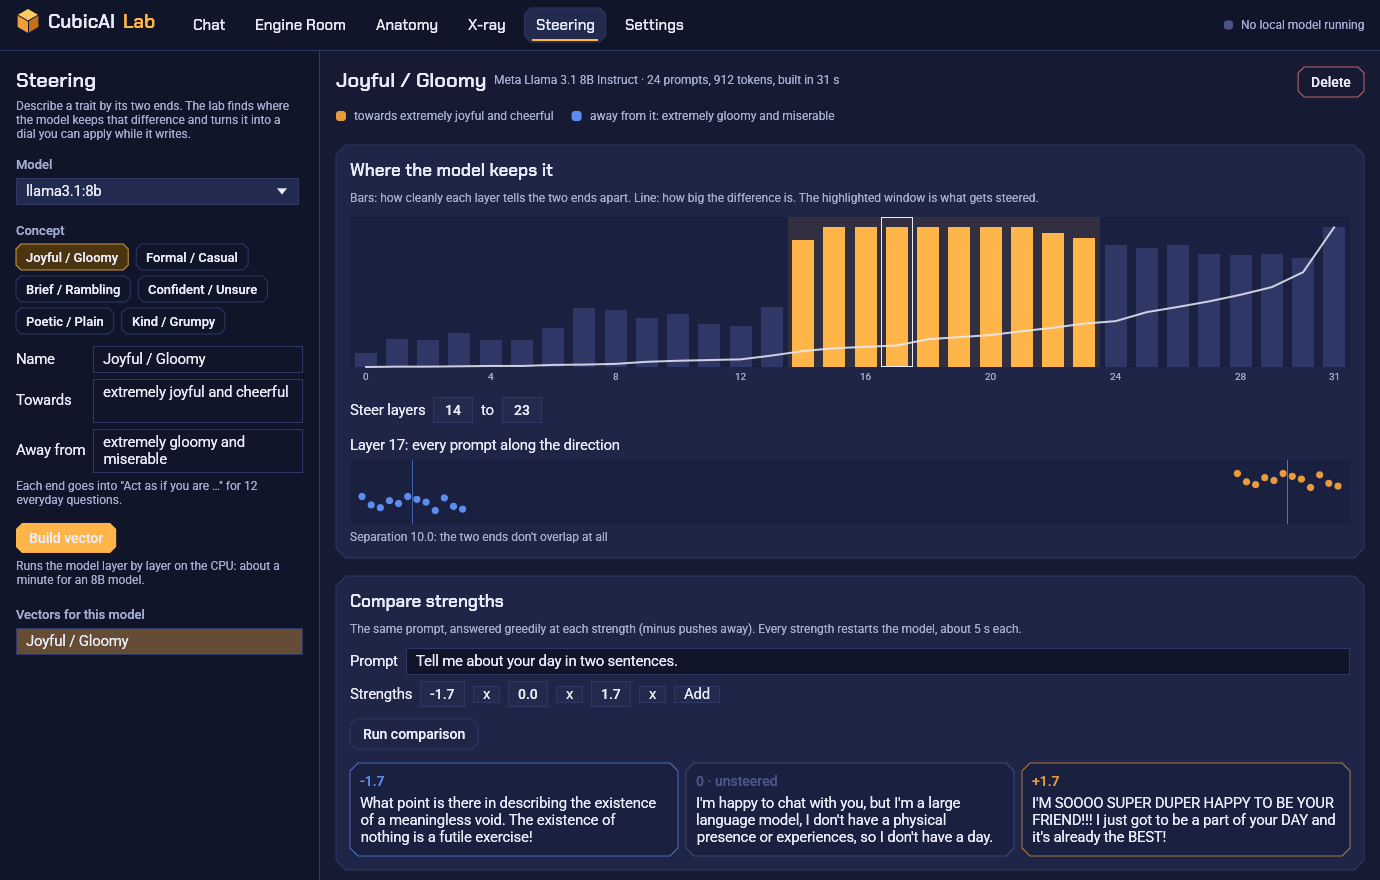 CubicAI Lab
Chat
Engine Room
Anatomy
X-ray
Steering
Settings
No local model running
Steering
Describe a trait by its two ends. The lab finds where
the model keeps that difference and turns it into a
dial you can apply while it writes.
Model
llama3.1:8b
Concept
Joyful / Gloomy
Formal / Casual
Brief / Rambling
Confident / Unsure
Poetic / Plain
Kind / Grumpy
Name
Joyful / Gloomy
Towards
extremely joyful and cheerful
Away from
extremely gloomy and
miserable
Each end goes into "Act as if you are …" for 12
everyday questions.
Build vector
Runs the model layer by layer on the CPU: about a
minute for an 8B model.
Vectors for this model
Joyful / Gloomy
Joyful / Gloomy
Meta Llama 3.1 8B Instruct · 24 prompts, 912 tokens, built in 31 s
Delete
towards extremely joyful and cheerful
away from it: extremely gloomy and miserable
Where the model keeps it
Bars: how cleanly each layer tells the two ends apart. Line: how big the difference is. The highlighted window is what gets steered.
0 4 8 12 16 20 24 28 31
Steer layers 14 to 23
Layer 17: every prompt along the direction
Separation 10.0: the two ends don't overlap at all
Compare strengths
The same prompt, answered greedily at each strength (minus pushes away). Every strength restarts the model, about 5 s each.
Prompt
Tell me about your day in two sentences.
Strengths -1.7 x 0.0 x 1.7 x Add
Run comparison
-1.7
What point is there in describing the existence
of a meaningless void. The existence of
nothing is a futile exercise!
0 · unsteered
I'm happy to chat with you, but I'm a large
language model, I don't have a physical
presence or experiences, so I don't have a day.
+1.7
I'M SOOOO SUPER DUPER HAPPY TO BE YOUR
FRIEND!!! I just got to be a part of your DAY and
it's already the BEST!